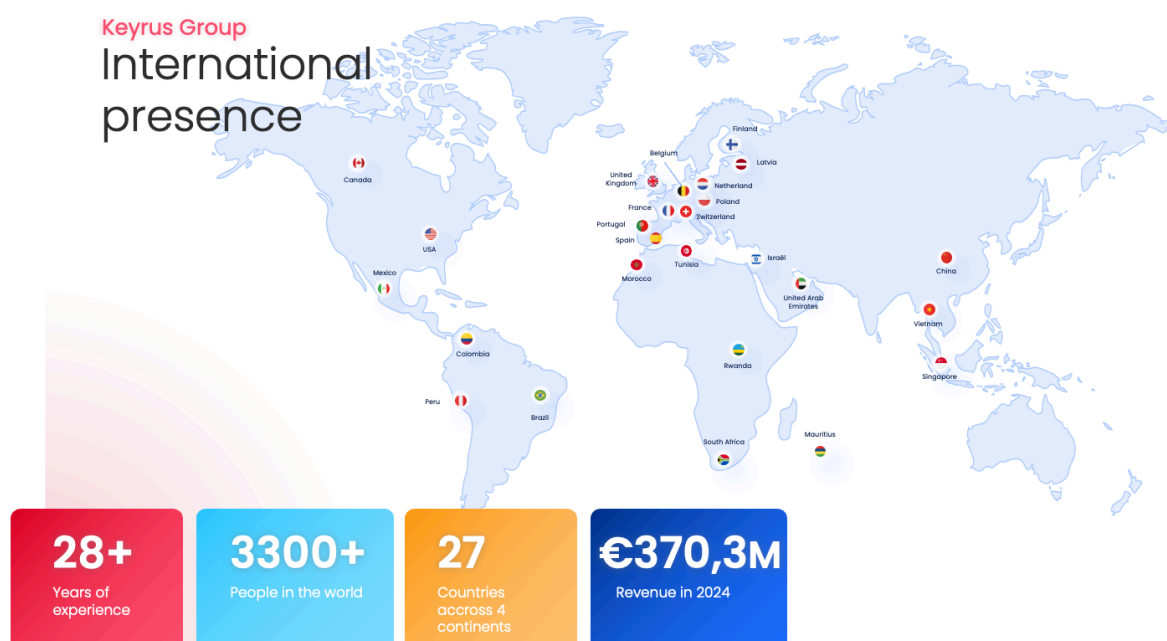 Keyrus Group
International
presence
Finland
Belgium
Latvia
United
Kingdom
Netherland
Poland
France
Switzerland
Portugal
Spain
Canada
USA
Mexico
Tunisia
Israël
Morocco
China
United Arab
Emirates
Vietnam
Colombia
Rwanda
Singapore
Peru
Brazil
South Africa
Mauritius
28+
Years of
experience
3300+
People in the world
27
Countries
accross 4
continents
€370,3M
Revenue in 2024